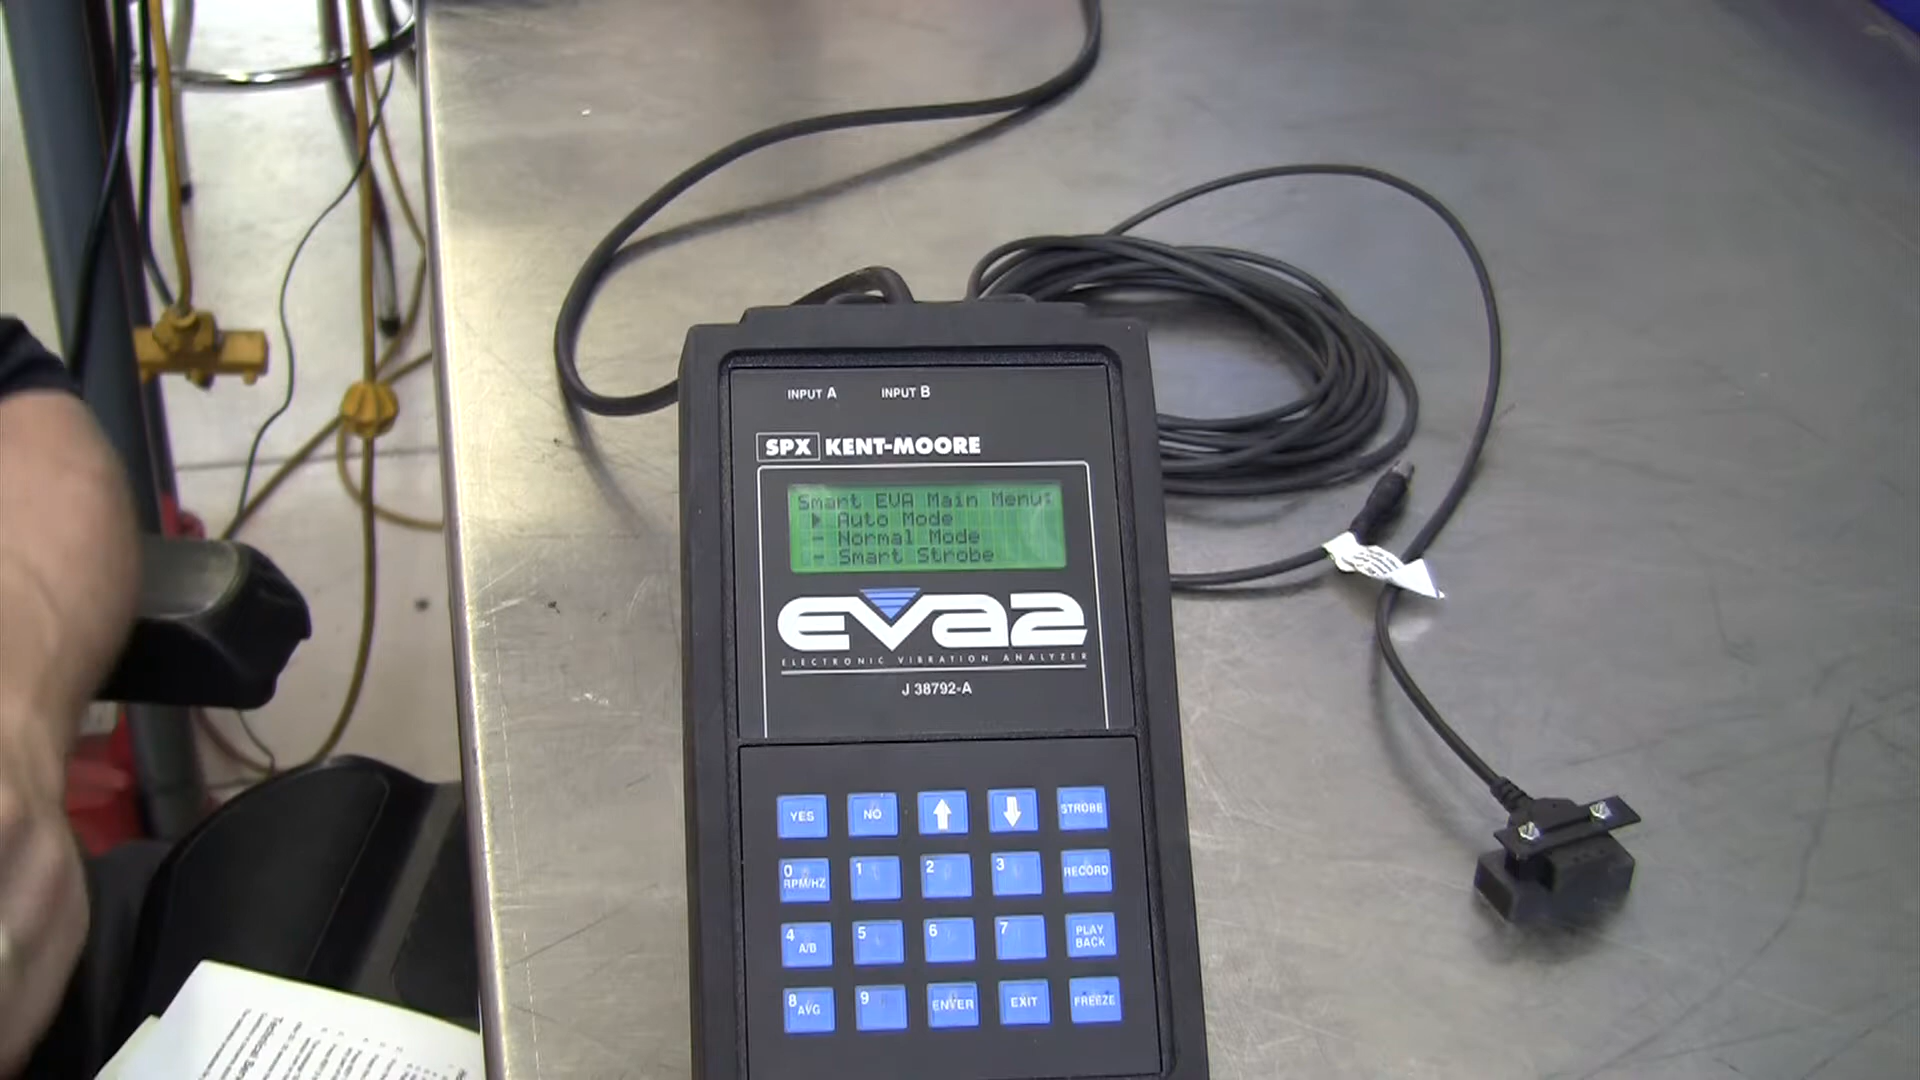 INPUT A INPUT B
SPX KENT-MOORE
Smart EVA Main Menu:
Auto Mode
- Normal Mode
- Smart Strobe
eva2
ELECTRONIC VIBRATION ANALYZER
J 38792-A
YES NO STROBE
0 RPM/HZ 1 2 3 RECORD
4 A/B 5 6 7 PLAY BACK
8 AVG 9 ENTER EXIT FREEZE
Technical Ser